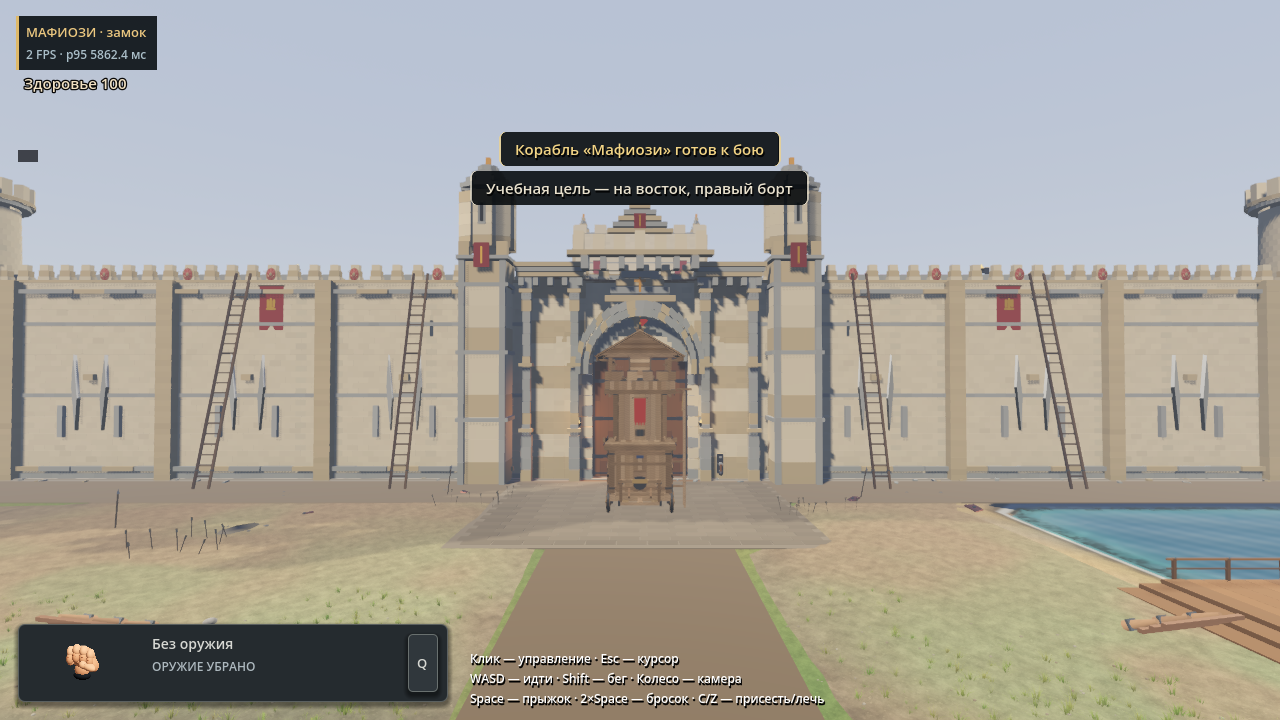 МАФИОЗИ · замок
2 FPS · p95 5862.4 мс
Здоровье 100
Корабль «Мафиози» готов к бою
Учебная цель — на восток, правый борт
Без оружия
ОРУЖИЕ УБРАНО
Q
Клик — управление · Esc — курсор
WASD — идти · Shift — бег · Колесо — камера
Space — прыжок · 2×Space — бросок · C/Z — присесть/лечь